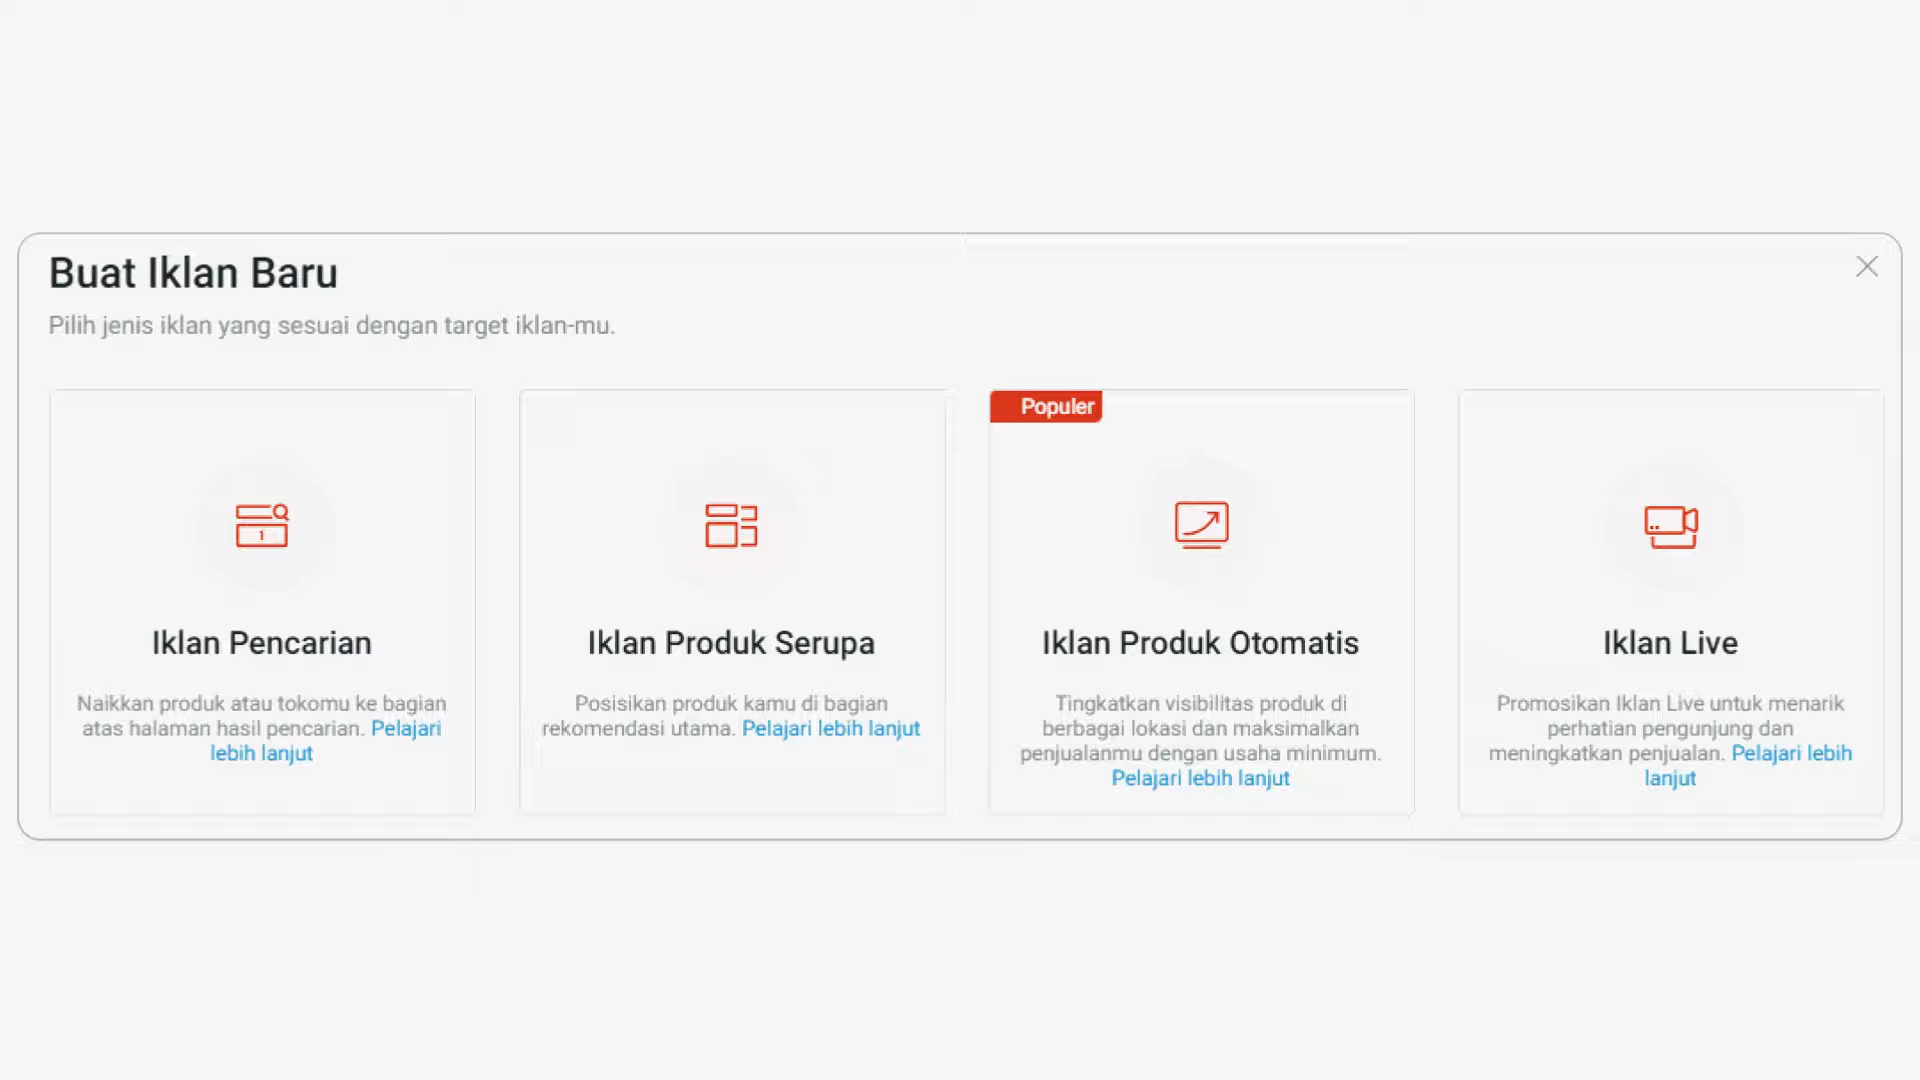 Buat Iklan Baru
Pilih jenis iklan yang sesuai dengan target iklan-mu.
1
Iklan Pencarian
Naikkan produk atau tokomu ke bagian
atas halaman hasil pencarian. Pelajari
lebih lanjut
Iklan Produk Serupa
Posisikan produk kamu di bagian
rekomendasi utama. Pelajari lebih lanjut
Populer
Iklan Produk Otomatis
Tingkatkan visibilitas produk di
berbagai lokasi dan maksimalkan
penjualanmu dengan usaha minimum.
Pelajari lebih lanjut
Iklan Live
Promosikan Iklan Live untuk menarik
perhatian pengunjung dan
meningkatkan penjualan. Pelajari lebih
lanjut